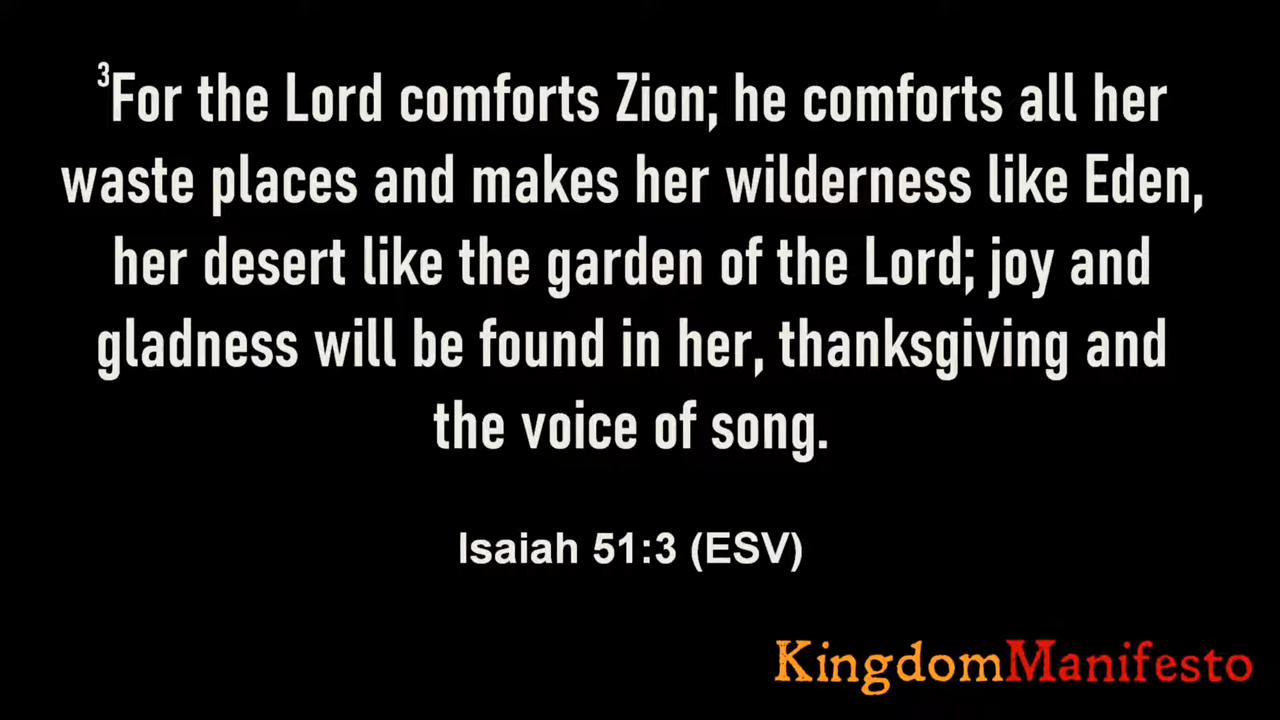 3For the Lord comforts Zion; he comforts all her
waste places and makes her wilderness like Eden,
her desert like the garden of the Lord; joy and
gladness will be found in her, thanksgiving and
the voice of song.
Isaiah 51:3 (ESV)
KingdomManifesto